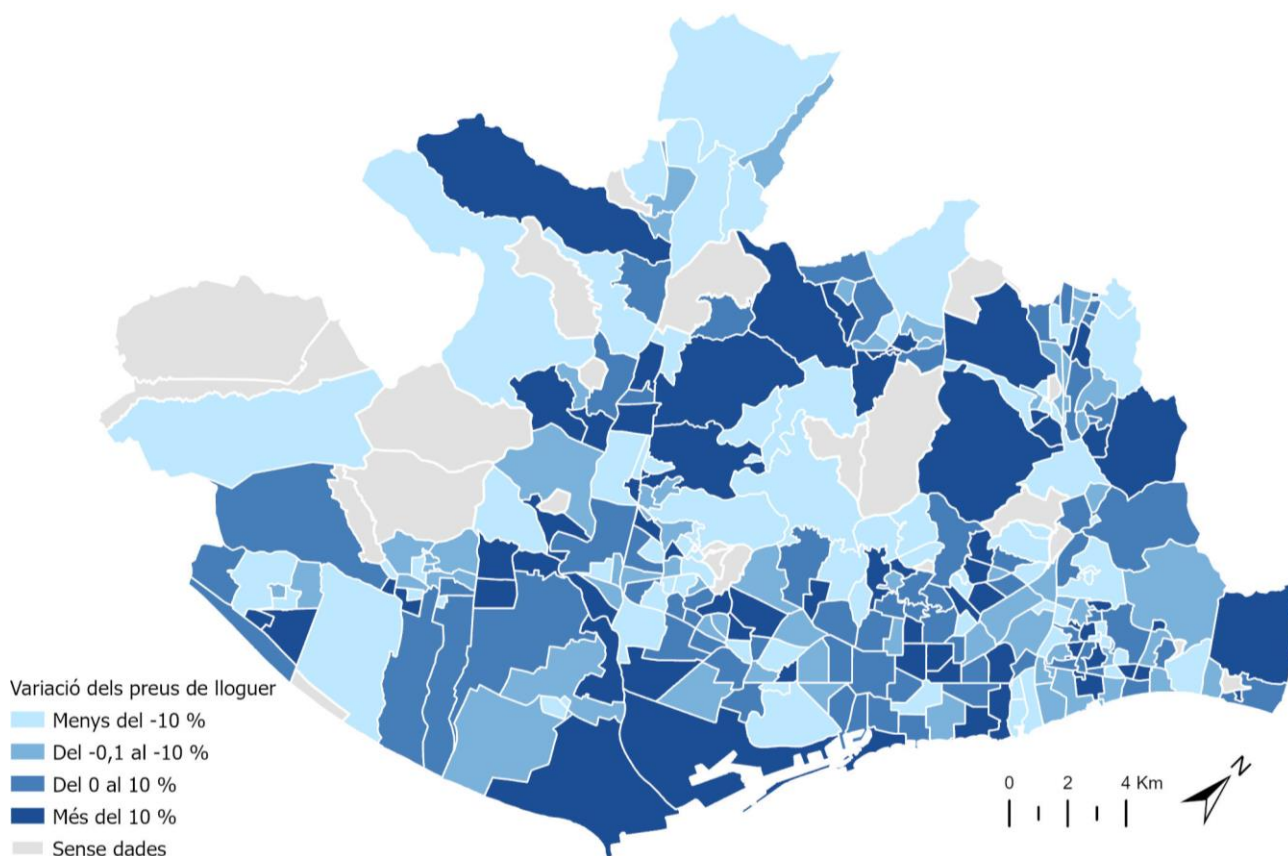 Variació dels preus de lloguer
Menys del -10 %
Del -0,1 al -10 %
Del 0 al 10 %
Més del 10 %
Sense dades
0 2 4 Km
N